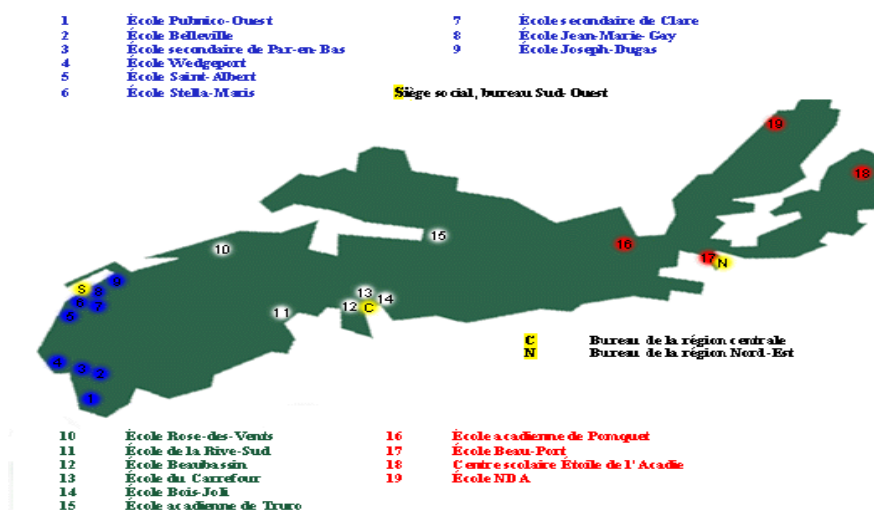 1 École Pubnico-Ouest
2 École Belleville
3 École secondaire de Par-en-Bas
4 École Wedgeport
5 École Saint-Albert
6 École Stella-Maris
7 École secondaire de Clare
8 École Jean-Marie-Gay
9 École Joseph-Dugas
Siège social, bureau Sud-Ouest
19
18
15
10
16
17
N
S
9
8
6
7
5
13
14
12
C
11
4
3
2
1
C Bureau de la région centrale
N Bureau de la région Nord-Est
10 École Rose-des-Vents
11 École de la Rive-Sud
12 École Beaubassin
13 École du Carrefour
14 École Bois-Joli
15 École acadienne de Truro
16 École acadienne de Pomquet
17 École Beau-Port
18 Centre scolaire Étoile de l'Acadie
19 École NDA